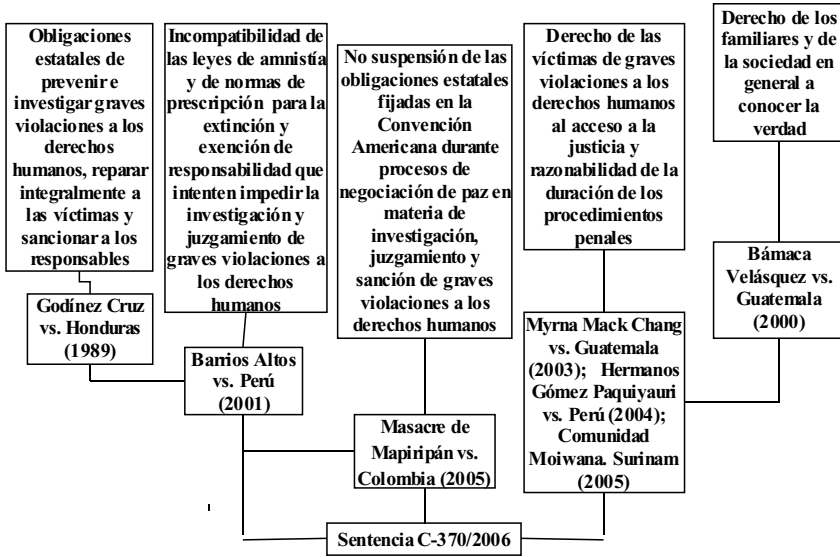 Obligaciones
estatales de
prevenir e
investigar graves
violaciones a los
derechos
humanos, reparar
integralmente a
las víctimas y
sancionar a los
responsables
Godínez Cruz
vs. Honduras
(1989)
Incompatibilidad de
las leyes de amnistía
y de normas de
prescripción para la
extinción y
exención de
responsabilidad que
intenten impedir la
investigación y
juzgamiento de
graves violaciones a
los derechos
humanos
Barrios Altos
vs. Perú
(2001)
No suspensión de las
obligaciones estatales
fijadas en la
Convención
Americana durante
procesos de
negociación de paz en
materia de
investigación,
juzgamiento y
sanción de graves
violaciones a los
derechos humanos
Masacre de
Mapiripán vs.
Colombia (2005)
Derecho de las
víctimas de graves
violaciones a los
derechos humanos
al acceso a la
justicia y
razonabilidad de la
duración de los
procedimientos
penales
Myrna Mack Chang
vs. Guatemala
(2003); Hermanos
Gómez Paquiyauri
vs. Perú (2004);
Comunidad
Moiwana. Surinam
(2005)
Derecho de los
familiares y de
la sociedad en
general a
conocer la
verdad
Bámaca
Velásquez vs.
Guatemala
(2000)
Sentencia C-370/2006